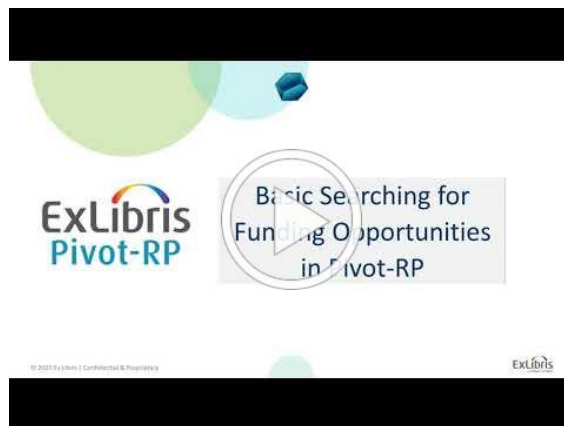 ExLibris
Pivot-RP
Basic Searching for
Funding Opportunities
in Pivot-RP
© 2020 Ex Libris | Confidential & Proprietary
ExLibris